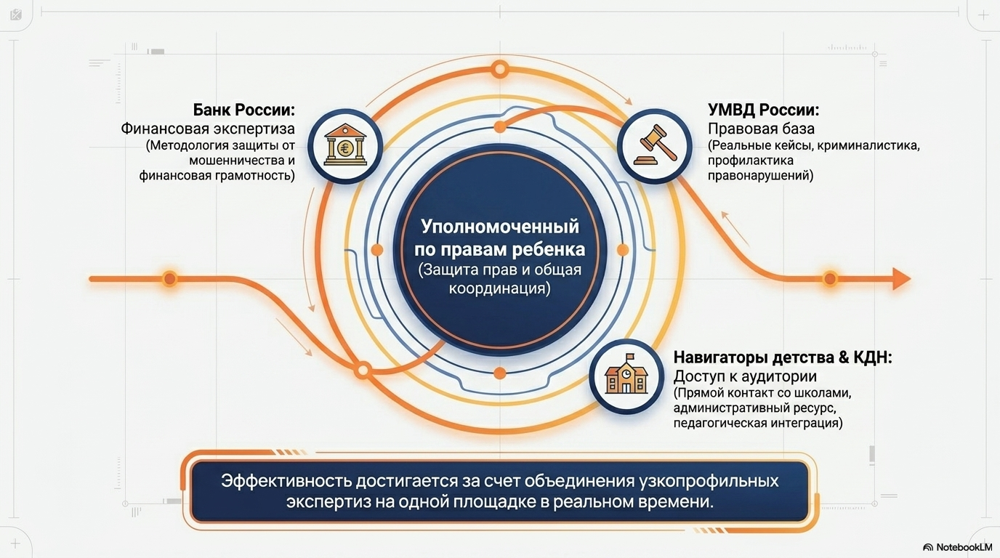 Банк России:
Финансовая экспертиза
(Методология защиты от
мошенничества и
финансовая грамотность)
УМВД России:
Правовая база
(Реальные кейсы, криминалистика,
профилактика
правонарушений)
Уполномоченный
по правам ребенка
(Защита прав и общая
координация)
Навигаторы детства & КДН:
Доступ к аудитории
(Прямой контакт со школами,
административный ресурс,
педагогическая интеграция)
Эффективность достигается за счет объединения узкопрофильных
экспертиз на одной площадке в реальном времени.
NotebookLM